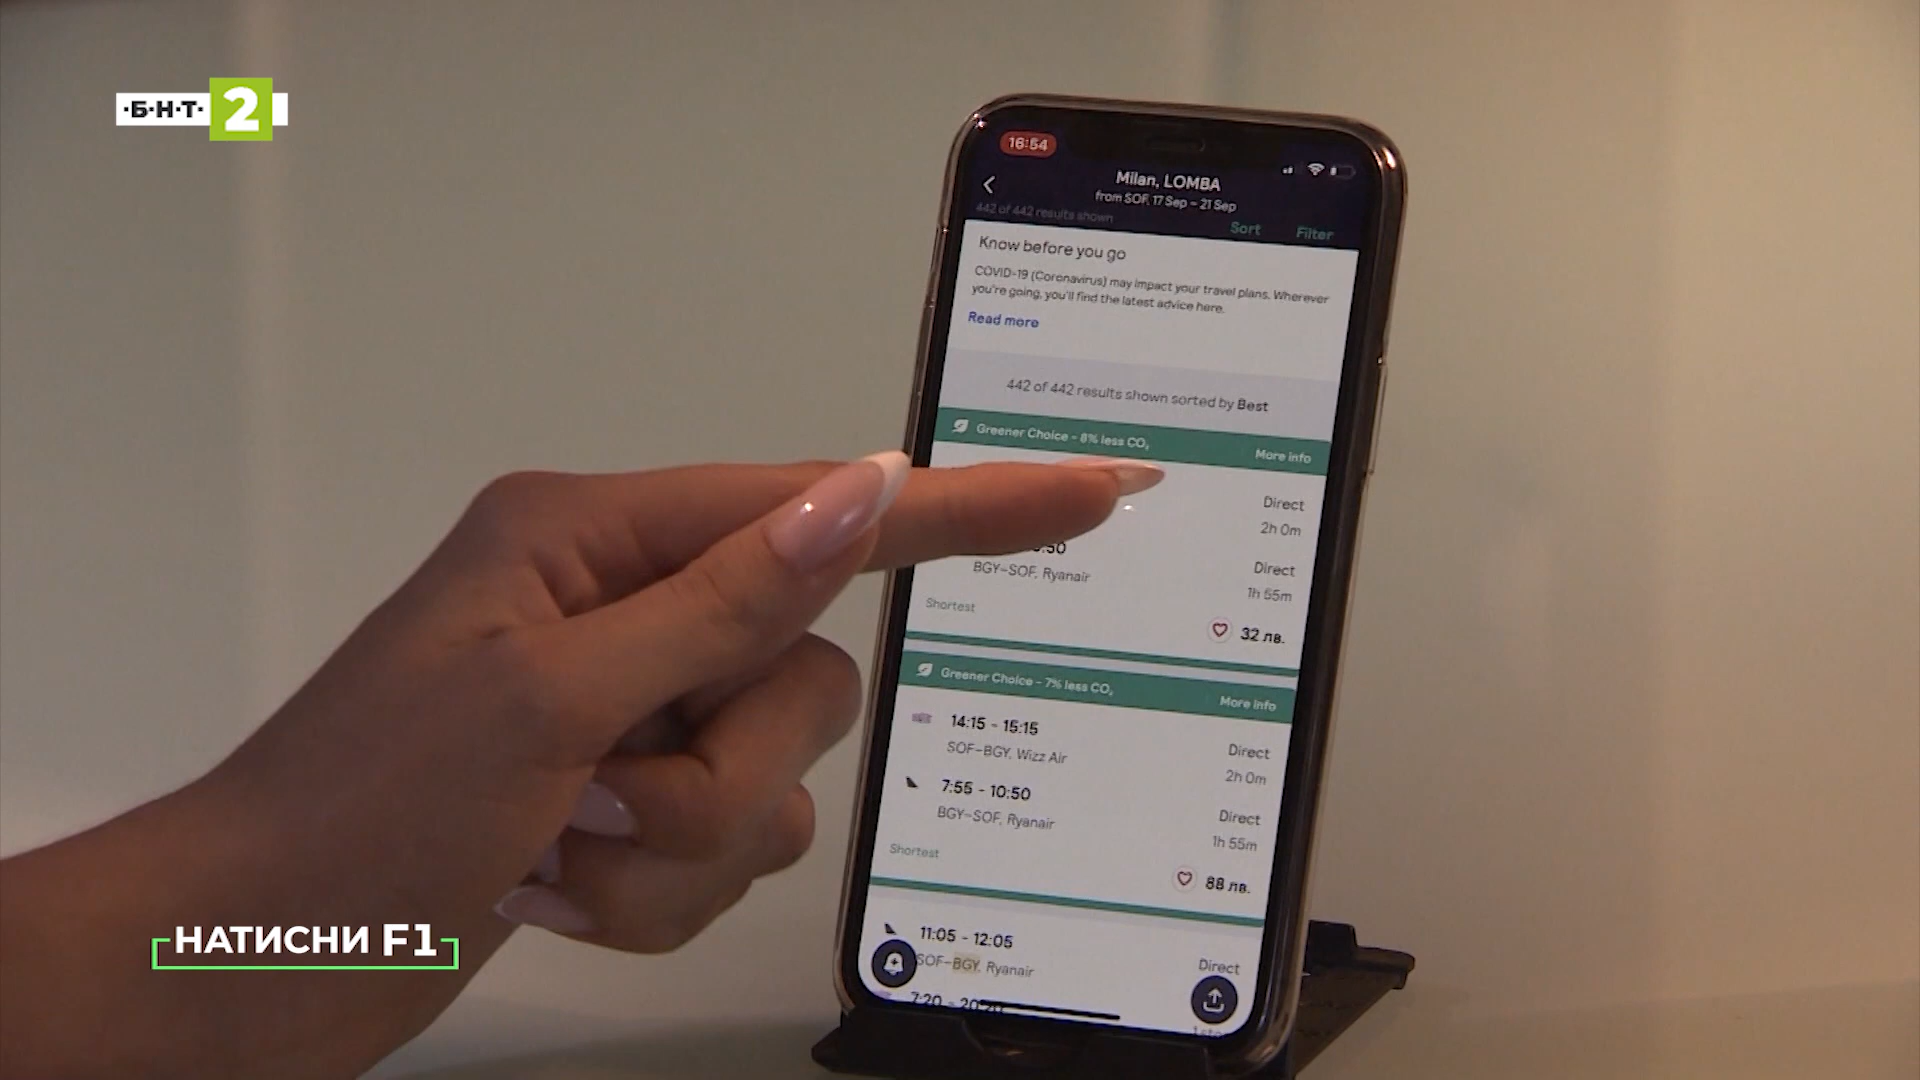 ·Б·Н·Т· 2
16:54
Milan, LOMBA
from SOF, 17 Sep – 21 Sep
442 of 442 results shown
Sort Filter
Know before you go
COVID-19 (Coronavirus) may impact your travel plans. Wherever
you're going, you'll find the latest advice here.
Read more
442 of 442 results shown sorted by Best
Greener Choice - 8% less CO₂ More info
Direct
2h 0m
:50 Direct
BGY–SOF, Ryanair 1h 55m
Shortest
32 лв.
Greener Choice - 7% less CO₂ More info
14:15 - 15:15 Direct
SOF–BGY, Wizz Air 2h 0m
7:55 - 10:50 Direct
BGY–SOF, Ryanair 1h 55m
Shortest
88 лв.
11:05 - 12:05 Direct
SOF–BGY, Ryanair
НАТИСНИ F1